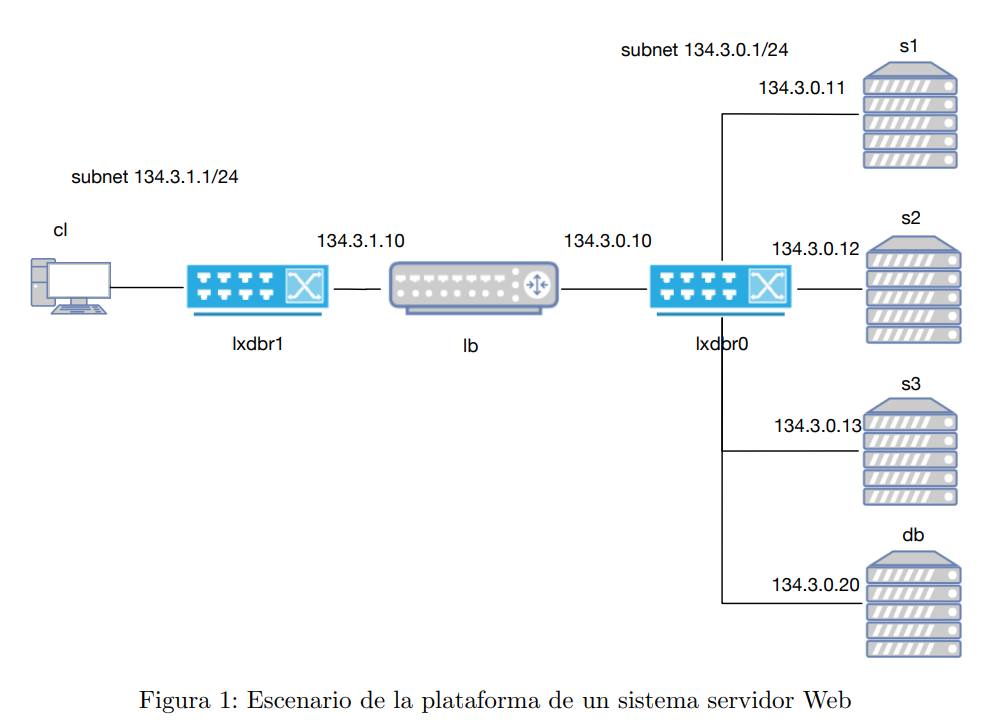 subnet 134.3.0.1/24
s1
134.3.0.11
subnet 134.3.1.1/24
cl
134.3.1.10
134.3.0.10
s2
134.3.0.12
lxdbr1
lb
lxdbr0
s3
134.3.0.13
db
134.3.0.20
Figura 1: Escenario de la plataforma de un sistema servidor Web